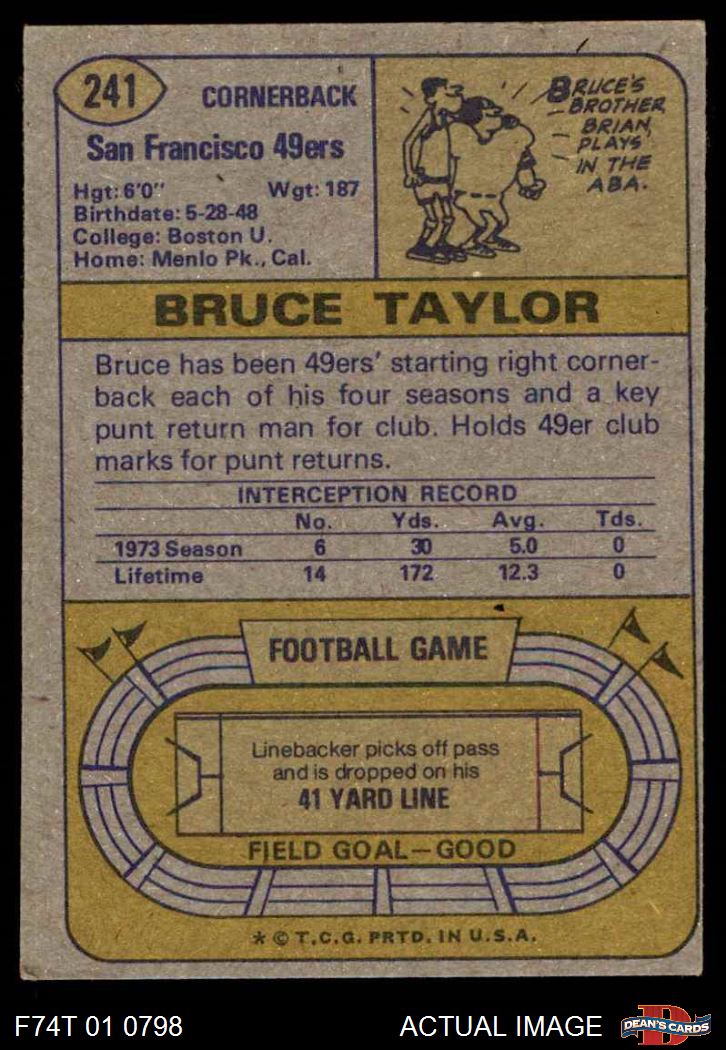 241
CORNERBACK
San Francisco 49ers
Hgt: 6'0" Wgt: 187
Birthdate: 5-28-48
College: Boston U.
Home: Menlo Pk., Cal.
BRUCE'S
BROTHER,
BRIAN,
PLAYS
IN THE
ABA.
BRUCE TAYLOR
Bruce has been 49ers' starting right corner-
back each of his four seasons and a key
punt return man for club. Holds 49er club
marks for punt returns.
INTERCEPTION RECORD
No. Yds. Avg. Tds.
1973 Season 6 30 5.0 0
Lifetime 14 172 12.3 0
FOOTBALL GAME
Linebacker picks off pass
and is dropped on his
41 YARD LINE
FIELD GOAL—GOOD
* © T.C.G. PRTD. IN U.S.A.
F74T 01 0798 ACTUAL IMAGE
D
DEAN'S CARDS